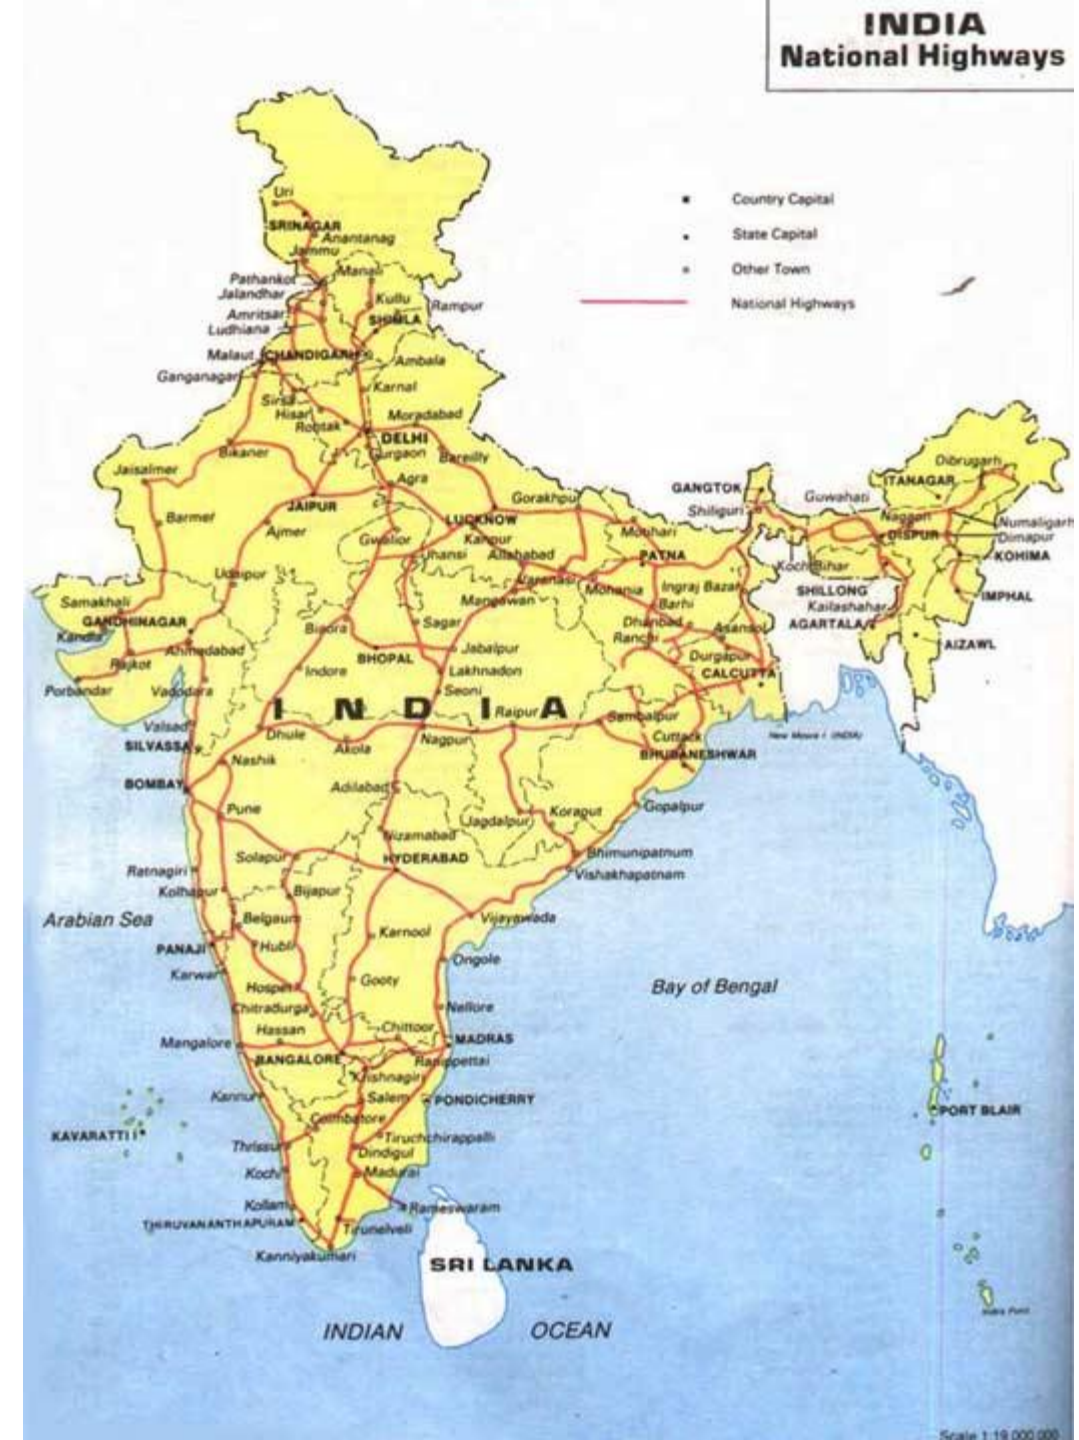 INDIA
National Highways
Country Capital
State Capital
Other Town
National Highways
Uri
SRINAGAR
Anantanag
Jammu
Manali
Pathankot
Jalandhar
Kullu
Rampur
Amritsar
SHIMLA
Ludhiana
Malaut
CHANDIGARH
Ambala
Ganganagar
Karnal
Sirsa
Hisar
Moradabad
Rohtak
DELHI
Bikaner
Gurgaon
Bareilly
Jaisalmer
Agra
Dibrugarh
ITANAGAR
GANGTOK
Gorakhpur
Guwahati
JAIPUR
Shiliguri
Barmer
LUCKNOW
Nagaon
Numaligarh
Ajmer
Gwalior
Kanpur
DISPUR
Dimapur
Jhansi
Allahabad
PATNA
KOHIMA
Koch Bihar
Udaipur
Varenasi
Mohania
Ingraj Bazar
SHILLONG
IMPHAL
Samakhali
Mangawan
Barhi
Kailashahar
GANDHINAGAR
Biaora
Sagar
Dhanbad
Asansol
AGARTALA
Kandla
Ranchi
AIZAWL
Ahmedabad
BHOPAL
Jabalpur
Durgapur
Rajkot
Indore
Lakhnadon
CALCUTTA
Porbandar
Vadodara
Seoni
INDIA
Raipur
Sambalpur
Valsad
Dhule
Nagpur
Cuttack
SILVASSA
Akola
BHUBANESHWAR
Nashik
BOMBAY
Adilabad
Pune
Gopalpur
Jagdalpur
Koraput
Nizamabad
Solapur
HYDERABAD
Bhimunipatnum
Ratnagiri
Vishakhapatnam
Kolhapur
Bijapur
Arabian Sea
Belgaum
Vijayawada
Karnool
PANAJI
Hubli
Ongole
Karwar
Gooty
Bay of Bengal
Hospet
Chitradurga
Nellore
Hassan
Chittoor
Mangalore
MADRAS
BANGALORE
Ranippettai
Krishnagiri
Kannur
Salem
PONDICHERRY
Coimbatore
PORT BLAIR
KAVARATTI
Tiruchchirappalli
Thrissur
Dindigul
Kochi
Madurai
Kollam
Rameswaram
THIRUVANANTHAPURAM
Tirunelveli
Kanniyakumari
SRI LANKA
INDIAN OCEAN
Scale 1:19 000 000